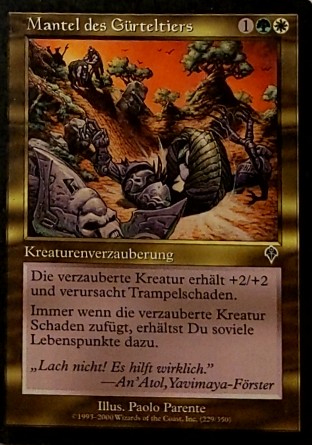 Mantel des Gürteltiers 1
Kreaturenverzauberung
Die verzauberte Kreatur erhält +2/+2
und verursacht Trampelschaden.
Immer wenn die verzauberte Kreatur
Schaden zufügt, erhältst Du soviele
Lebenspunkte dazu.
„Lach nicht! Es hilft wirklich.”
—An'Atol, Yavimaya-Förster
Illus. Paolo Parente
©1993-2000 Wizards of the Coast, Inc. (229/350)